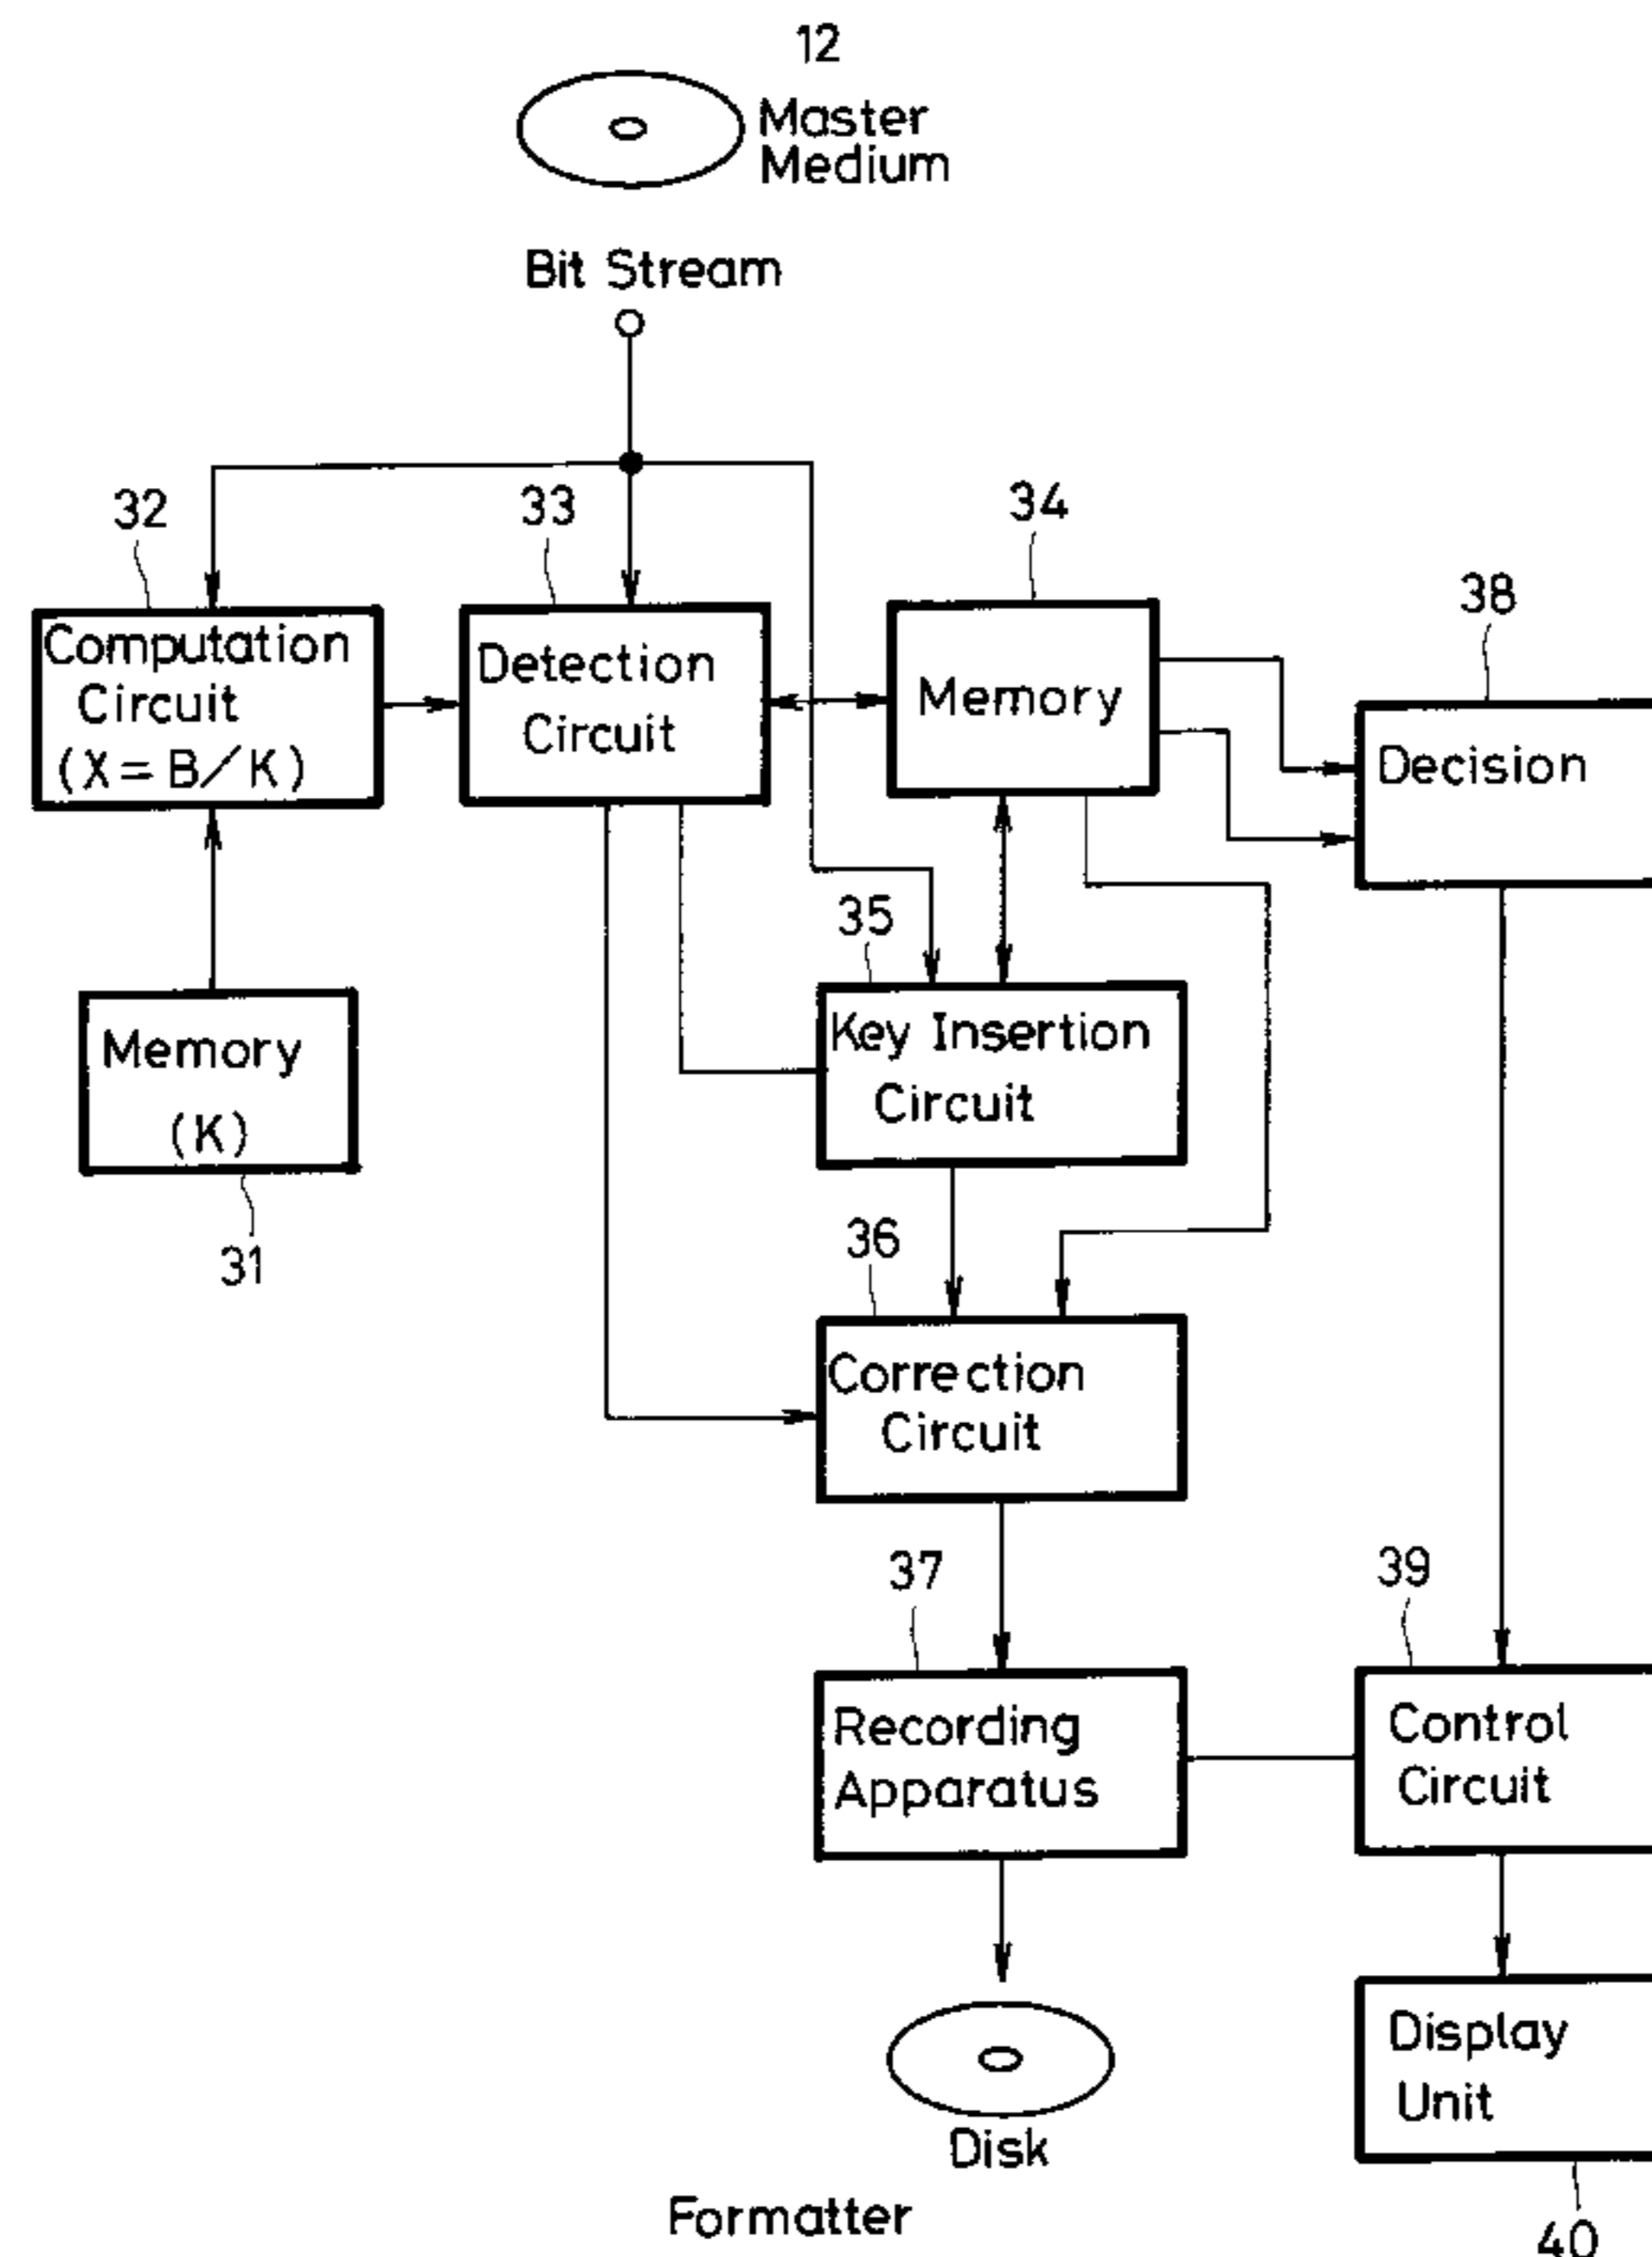 12
Master
Medium
Bit Stream
32
33
34
38
Computation
Circuit
(X=B/K)
Detection
Circuit
Memory
Decision
35
Memory
(K)
Key Insertion
Circuit
31
36
Correction
Circuit
37
39
Recording
Apparatus
Control
Circuit
Disk
Display
Unit
Formatter
40